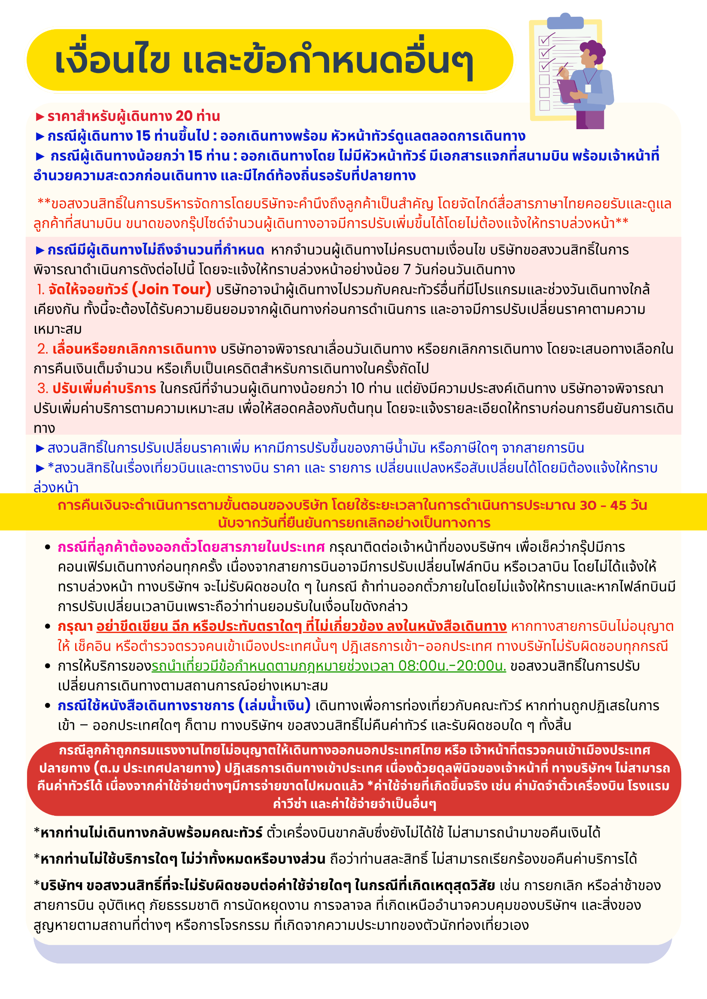 เงื่อนไข และข้อกำหนดอื่นๆ
►ราคาสำหรับผู้เดินทาง 20 ท่าน
►กรณีผู้เดินทาง 15 ท่านขึ้นไป : ออกเดินทางพร้อม หัวหน้าทัวร์ดูแลตลอดการเดินทาง
► กรณีผู้เดินทางน้อยกว่า 15 ท่าน : ออกเดินทางโดย ไม่มีหัวหน้าทัวร์ มีเอกสารแจกที่สนามบิน พร้อมเจ้าหน้าที่
อำนวยความสะดวกก่อนเดินทาง และมีไกด์ท้องถิ่นรอรับที่ปลายทาง
**ขอสงวนสิทธิ์ในการบริหารจัดการโดยบริษัทจะคำนึงถึงลูกค้าเป็นสำคัญ โดยจัดไกด์สื่อสารภาษาไทยคอยรับและดูแล
ลูกค้าที่สนามบิน ขนาดของกรุ๊ปไซด์จำนวนผู้เดินทางอาจมีการปรับเพิ่มขึ้นได้โดยไม่ต้องแจ้งให้ทราบล่วงหน้า**
►กรณีมีผู้เดินทางไม่ถึงจำนวนที่กำหนด หากจำนวนผู้เดินทางไม่ครบตามเงื่อนไข บริษัทขอสงวนสิทธิ์ในการ
พิจารณาดำเนินการดังต่อไปนี้ โดยจะแจ้งให้ทราบล่วงหน้าอย่างน้อย 7 วันก่อนวันเดินทาง
1. จัดให้จอยทัวร์ (Join Tour) บริษัทอาจนำผู้เดินทางไปรวมกับคณะทัวร์อื่นที่มีโปรแกรมและช่วงวันเดินทางใกล้
เคียงกัน ทั้งนี้จะต้องได้รับความยินยอมจากผู้เดินทางก่อนการดำเนินการ และอาจมีการปรับเปลี่ยนราคาตามความ
เหมาะสม
2. เลื่อนหรือยกเลิกการเดินทาง บริษัทอาจพิจารณาเลื่อนวันเดินทาง หรือยกเลิกการเดินทาง โดยจะเสนอทางเลือกใน
การคืนเงินเต็มจำนวน หรือเก็บเป็นเครดิตสำหรับการเดินทางในครั้งถัดไป
3. ปรับเพิ่มค่าบริการ ในกรณีที่จำนวนผู้เดินทางน้อยกว่า 10 ท่าน แต่ยังมีความประสงค์เดินทาง บริษัทอาจพิจารณา
ปรับเพิ่มค่าบริการตามความเหมาะสม เพื่อให้สอดคล้องกับต้นทุน โดยจะแจ้งรายละเอียดให้ทราบก่อนการยืนยันการเดิน
ทาง
►สงวนสิทธิ์ในการปรับเปลี่ยนราคาเพิ่ม หากมีการปรับขึ้นของภาษีน้ำมัน หรือภาษีใดๆ จากสายการบิน
►*สงวนสิทธิในเรื่องเที่ยวบินและตารางบิน ราคา และ รายการ เปลี่ยนแปลงหรือสับเปลี่ยนได้โดยมิต้องแจ้งให้ทราบ
ล่วงหน้า
การคืนเงินจะดำเนินการตามขั้นตอนของบริษัท โดยใช้ระยะเวลาในการดำเนินการประมาณ 30 – 45 วัน
นับจากวันที่ยืนยันการยกเลิกอย่างเป็นทางการ
• กรณีที่ลูกค้าต้องออกตั๋วโดยสารภายในประเทศ กรุณาติดต่อเจ้าหน้าที่ของบริษัทฯ เพื่อเช็คว่ากรุ๊ปมีการ
คอนเฟิร์มเดินทางก่อนทุกครั้ง เนื่องจากสายการบินอาจมีการปรับเปลี่ยนไฟล์ทบิน หรือเวลาบิน โดยไม่ได้แจ้งให้
ทราบล่วงหน้า ทางบริษัทฯ จะไม่รับผิดชอบใด ๆ ในกรณี ถ้าท่านออกตั๋วภายในโดยไม่แจ้งให้ทราบและหากไฟล์ทบินมี
การปรับเปลี่ยนเวลาบินเพราะถือว่าท่านยอมรับในเงื่อนไขดังกล่าว
• กรุณา อย่าขีดเขียน ฉีก หรือประทับตราใดๆ ที่ไม่เกี่ยวข้อง ลงในหนังสือเดินทาง หากทางสายการบินไม่อนุญาต
ให้ เช็คอิน หรือตำรวจตรวจคนเข้าเมืองประเทศนั้นๆ ปฎิเสธการเข้า-ออกประเทศ ทางบริษัทไม่รับผิดชอบทุกกรณี
• การให้บริการของรถนำเที่ยวมีข้อกำหนดตามกฎหมายช่วงเวลา 08:00น.-20:00น. ขอสงวนสิทธิ์ในการปรับ
เปลี่ยนการเดินทางตามสถานการณ์อย่างเหมาะสม
• กรณีใช้หนังสือเดินทางราชการ (เล่มน้ำเงิน) เดินทางเพื่อการท่องเที่ยวกับคณะทัวร์ หากท่านถูกปฏิเสธในการ
เข้า – ออกประเทศใดๆ ก็ตาม ทางบริษัทฯ ขอสงวนสิทธิ์ไม่คืนค่าทัวร์ และรับผิดชอบใด ๆ ทั้งสิ้น
กรณีลูกค้าถูกกรมแรงงานไทยไม่อนุญาตให้เดินทางออกนอกประเทศไทย หรือ เจ้าหน้าที่ตรวจคนเข้าเมืองประเทศ
ปลายทาง (ต.ม ประเทศปลายทาง) ปฎิเสธการเดินทางเข้าประเทศ เนื่องด้วยดุลพินิจของเจ้าหน้าที่ ทางบริษัทฯ ไม่สามารถ
คืนค่าทัวร์ได้ เนื่องจากค่าใช้จ่ายต่างๆมีการจ่ายขาดไปหมดแล้ว *ค่าใช้จ่ายที่เกิดขึ้นจริง เช่น ค่ามัดจำตั๋วเครื่องบิน โรงแรม
ค่าวีซ่า และค่าใช้จ่ายจำเป็นอื่นๆ
*หากท่านไม่เดินทางกลับพร้อมคณะทัวร์ ตั๋วเครื่องบินขากลับซึ่งยังไม่ได้ใช้ ไม่สามารถนำมาขอคืนเงินได้
*หากท่านไม่ใช้บริการใดๆ ไม่ว่าทั้งหมดหรือบางส่วน ถือว่าท่านสละสิทธิ์ ไม่สามารถเรียกร้องขอคืนค่าบริการได้
*บริษัทฯ ขอสงวนสิทธิ์ที่จะไม่รับผิดชอบต่อค่าใช้จ่ายใดๆ ในกรณีที่เกิดเหตุสุดวิสัย เช่น การยกเลิก หรือล่าช้าของ
สายการบิน อุบัติเหตุ ภัยธรรมชาติ การนัดหยุดงาน การจลาจล ที่เกิดเหนืออำนาจควบคุมของบริษัทฯ และสิ่งของ
สูญหายตามสถานที่ต่างๆ หรือการโจรกรรม ที่เกิดจากความประมาทของตัวนักท่องเที่ยวเอง